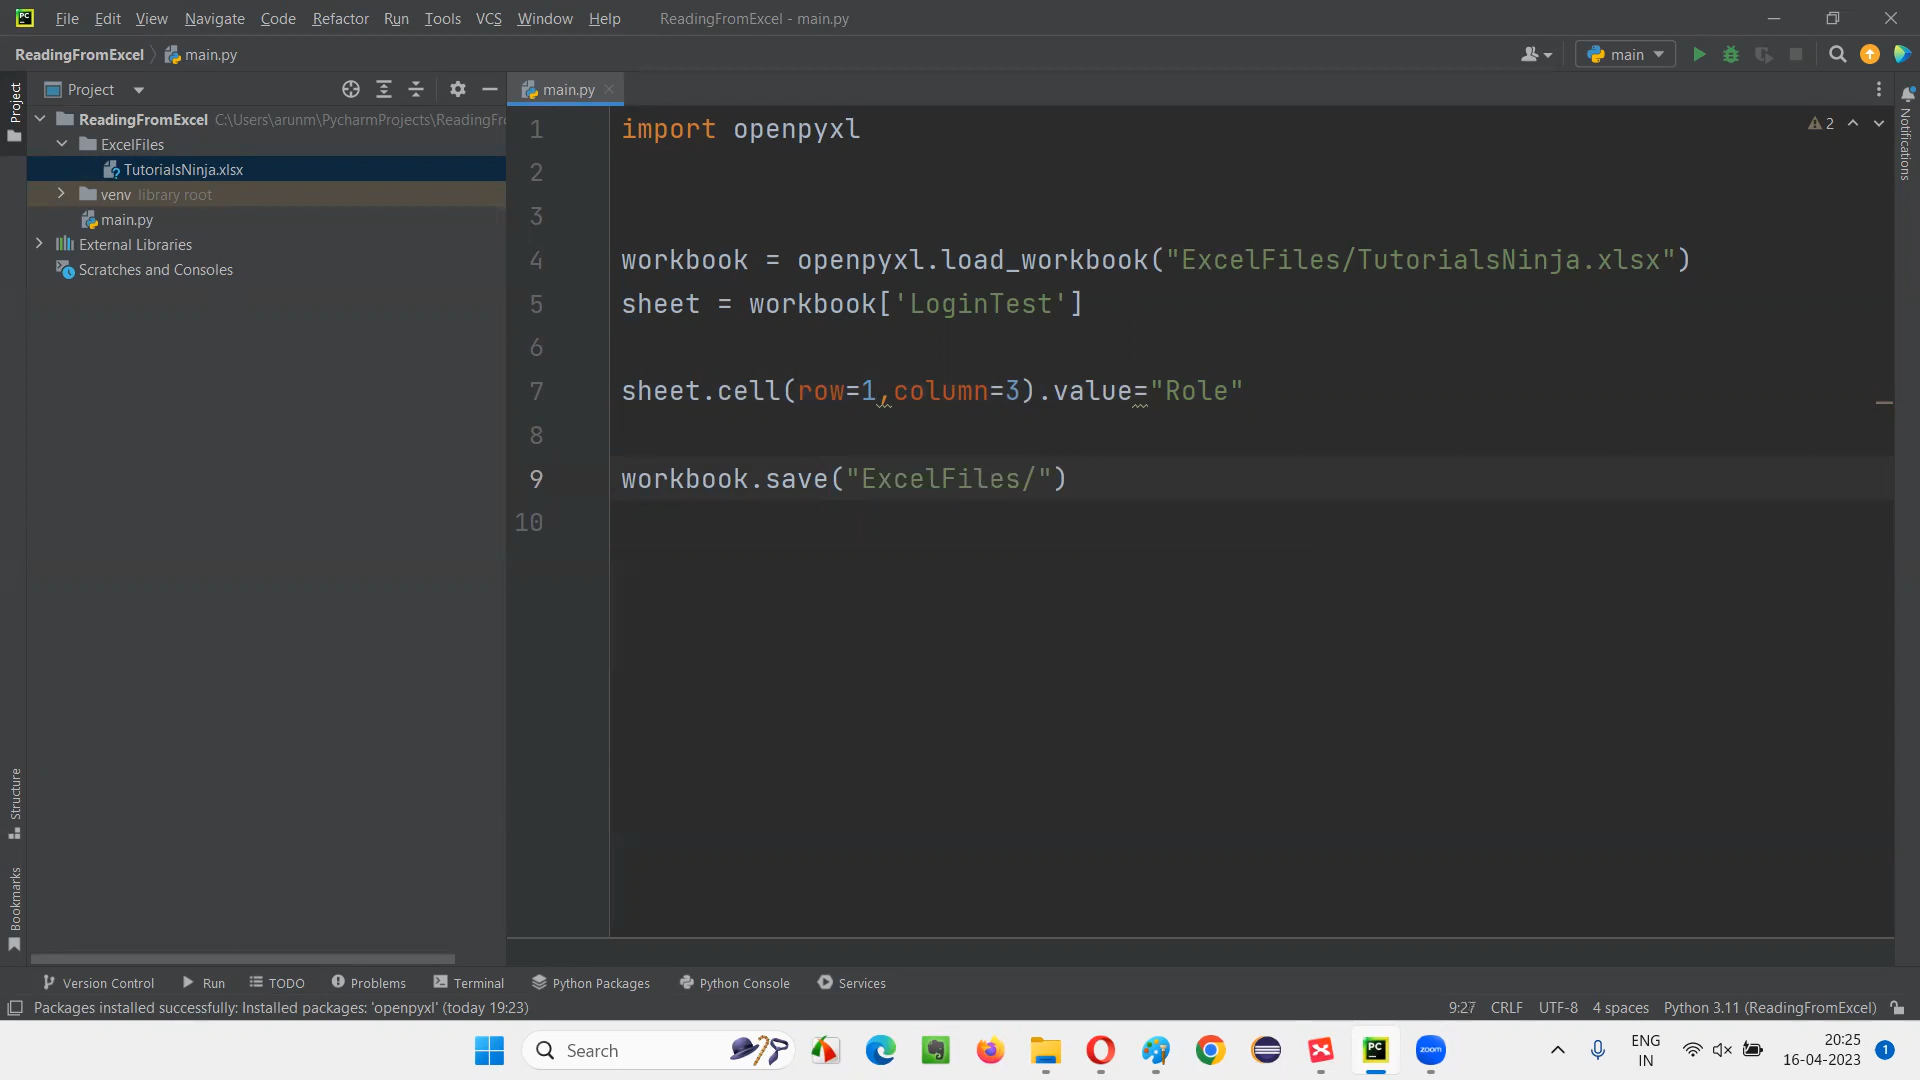 File Edit View Navigate Code Refactor Run Tools VCS Window Help ReadingFromExcel - main.py
ReadingFromExcel main.py main
Project main.py
ReadingFromExcel C:\Users\arunm\PycharmProjects\ReadingFr
ExcelFiles
TutorialsNinja.xlsx
venv library root
main.py
External Libraries
Scratches and Consoles
Project
Structure
Bookmarks
1 import openpyxl
2
3
4 workbook = openpyxl.load_workbook("ExcelFiles/TutorialsNinja.xlsx")
5 sheet = workbook['LoginTest']
6
7 sheet.cell(row=1,column=3).value="Role"
8
9 workbook.save("ExcelFiles/")
10
2
Notifications
Version Control Run TODO Problems Terminal Python Packages Python Console Services
Packages installed successfully: Installed packages: 'openpyxl' (today 19:23) 9:27 CRLF UTF-8 4 spaces Python 3.11 (ReadingFromExcel)
Search PC zoom ENG 20:25
IN 16-04-2023 1